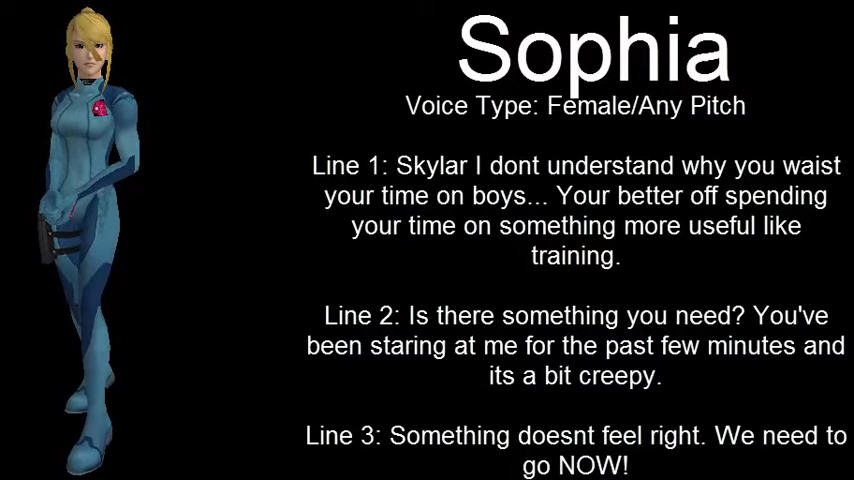 Sophia
Voice Type: Female/Any Pitch
Line 1: Skylar I dont understand why you waist
your time on boys... Your better off spending
your time on something more useful like
training.
Line 2: Is there something you need? You've
been staring at me for the past few minutes and
its a bit creepy.
Line 3: Something doesnt feel right. We need to
go NOW!